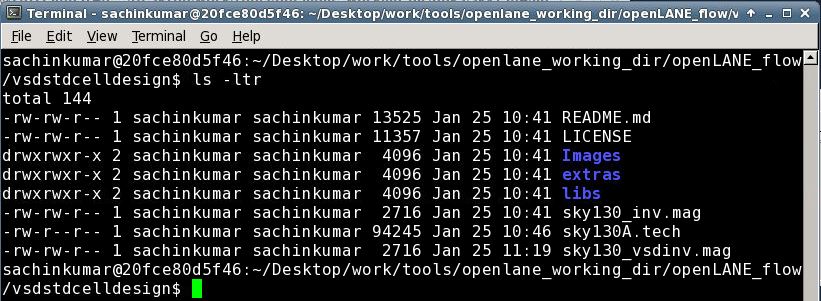 Terminal - sachinkumar@20fce80d5f46: ~/Desktop/work/tools/openlane_working_dir/openLANE_flow/v
File Edit View Terminal Go Help
sachinkumar@20fce80d5f46:~/Desktop/work/tools/openlane_working_dir/openLANE_flow
/vsdstdcelldesign$ ls -ltr
total 144
-rw-rw-r-- 1 sachinkumar sachinkumar 13525 Jan 25 10:41 README.md
-rw-rw-r-- 1 sachinkumar sachinkumar 11357 Jan 25 10:41 LICENSE
drwxrwxr-x 2 sachinkumar sachinkumar  4096 Jan 25 10:41 Images
drwxrwxr-x 2 sachinkumar sachinkumar  4096 Jan 25 10:41 extras
drwxrwxr-x 2 sachinkumar sachinkumar  4096 Jan 25 10:41 libs
-rw-rw-r-- 1 sachinkumar sachinkumar  2716 Jan 25 10:41 sky130_inv.mag
-rw-r--r-- 1 sachinkumar sachinkumar 94245 Jan 25 10:46 sky130A.tech
-rw-rw-r-- 1 sachinkumar sachinkumar  2716 Jan 25 11:19 sky130_vsdinv.mag
sachinkumar@20fce80d5f46:~/Desktop/work/tools/openlane_working_dir/openLANE_flow
/vsdstdcelldesign$